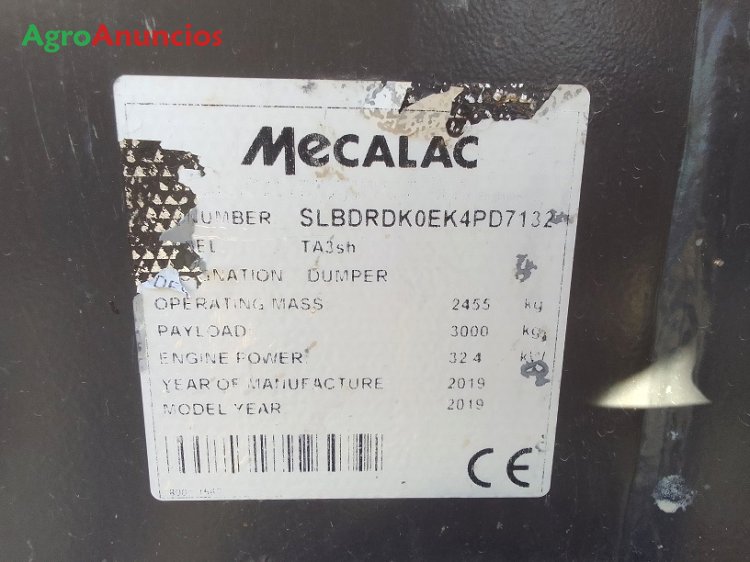 AgroAnuncios
MECALAC
NUMBER SLBDRDK0EK4PD7132
TA3sh
DUMPER
OPERATING MASS 2455 kg
PAYLOAD 3000 kg
ENGINE POWER 32.4
YEAR OF MANUFACTURE 2019
MODEL YEAR 2019
CE